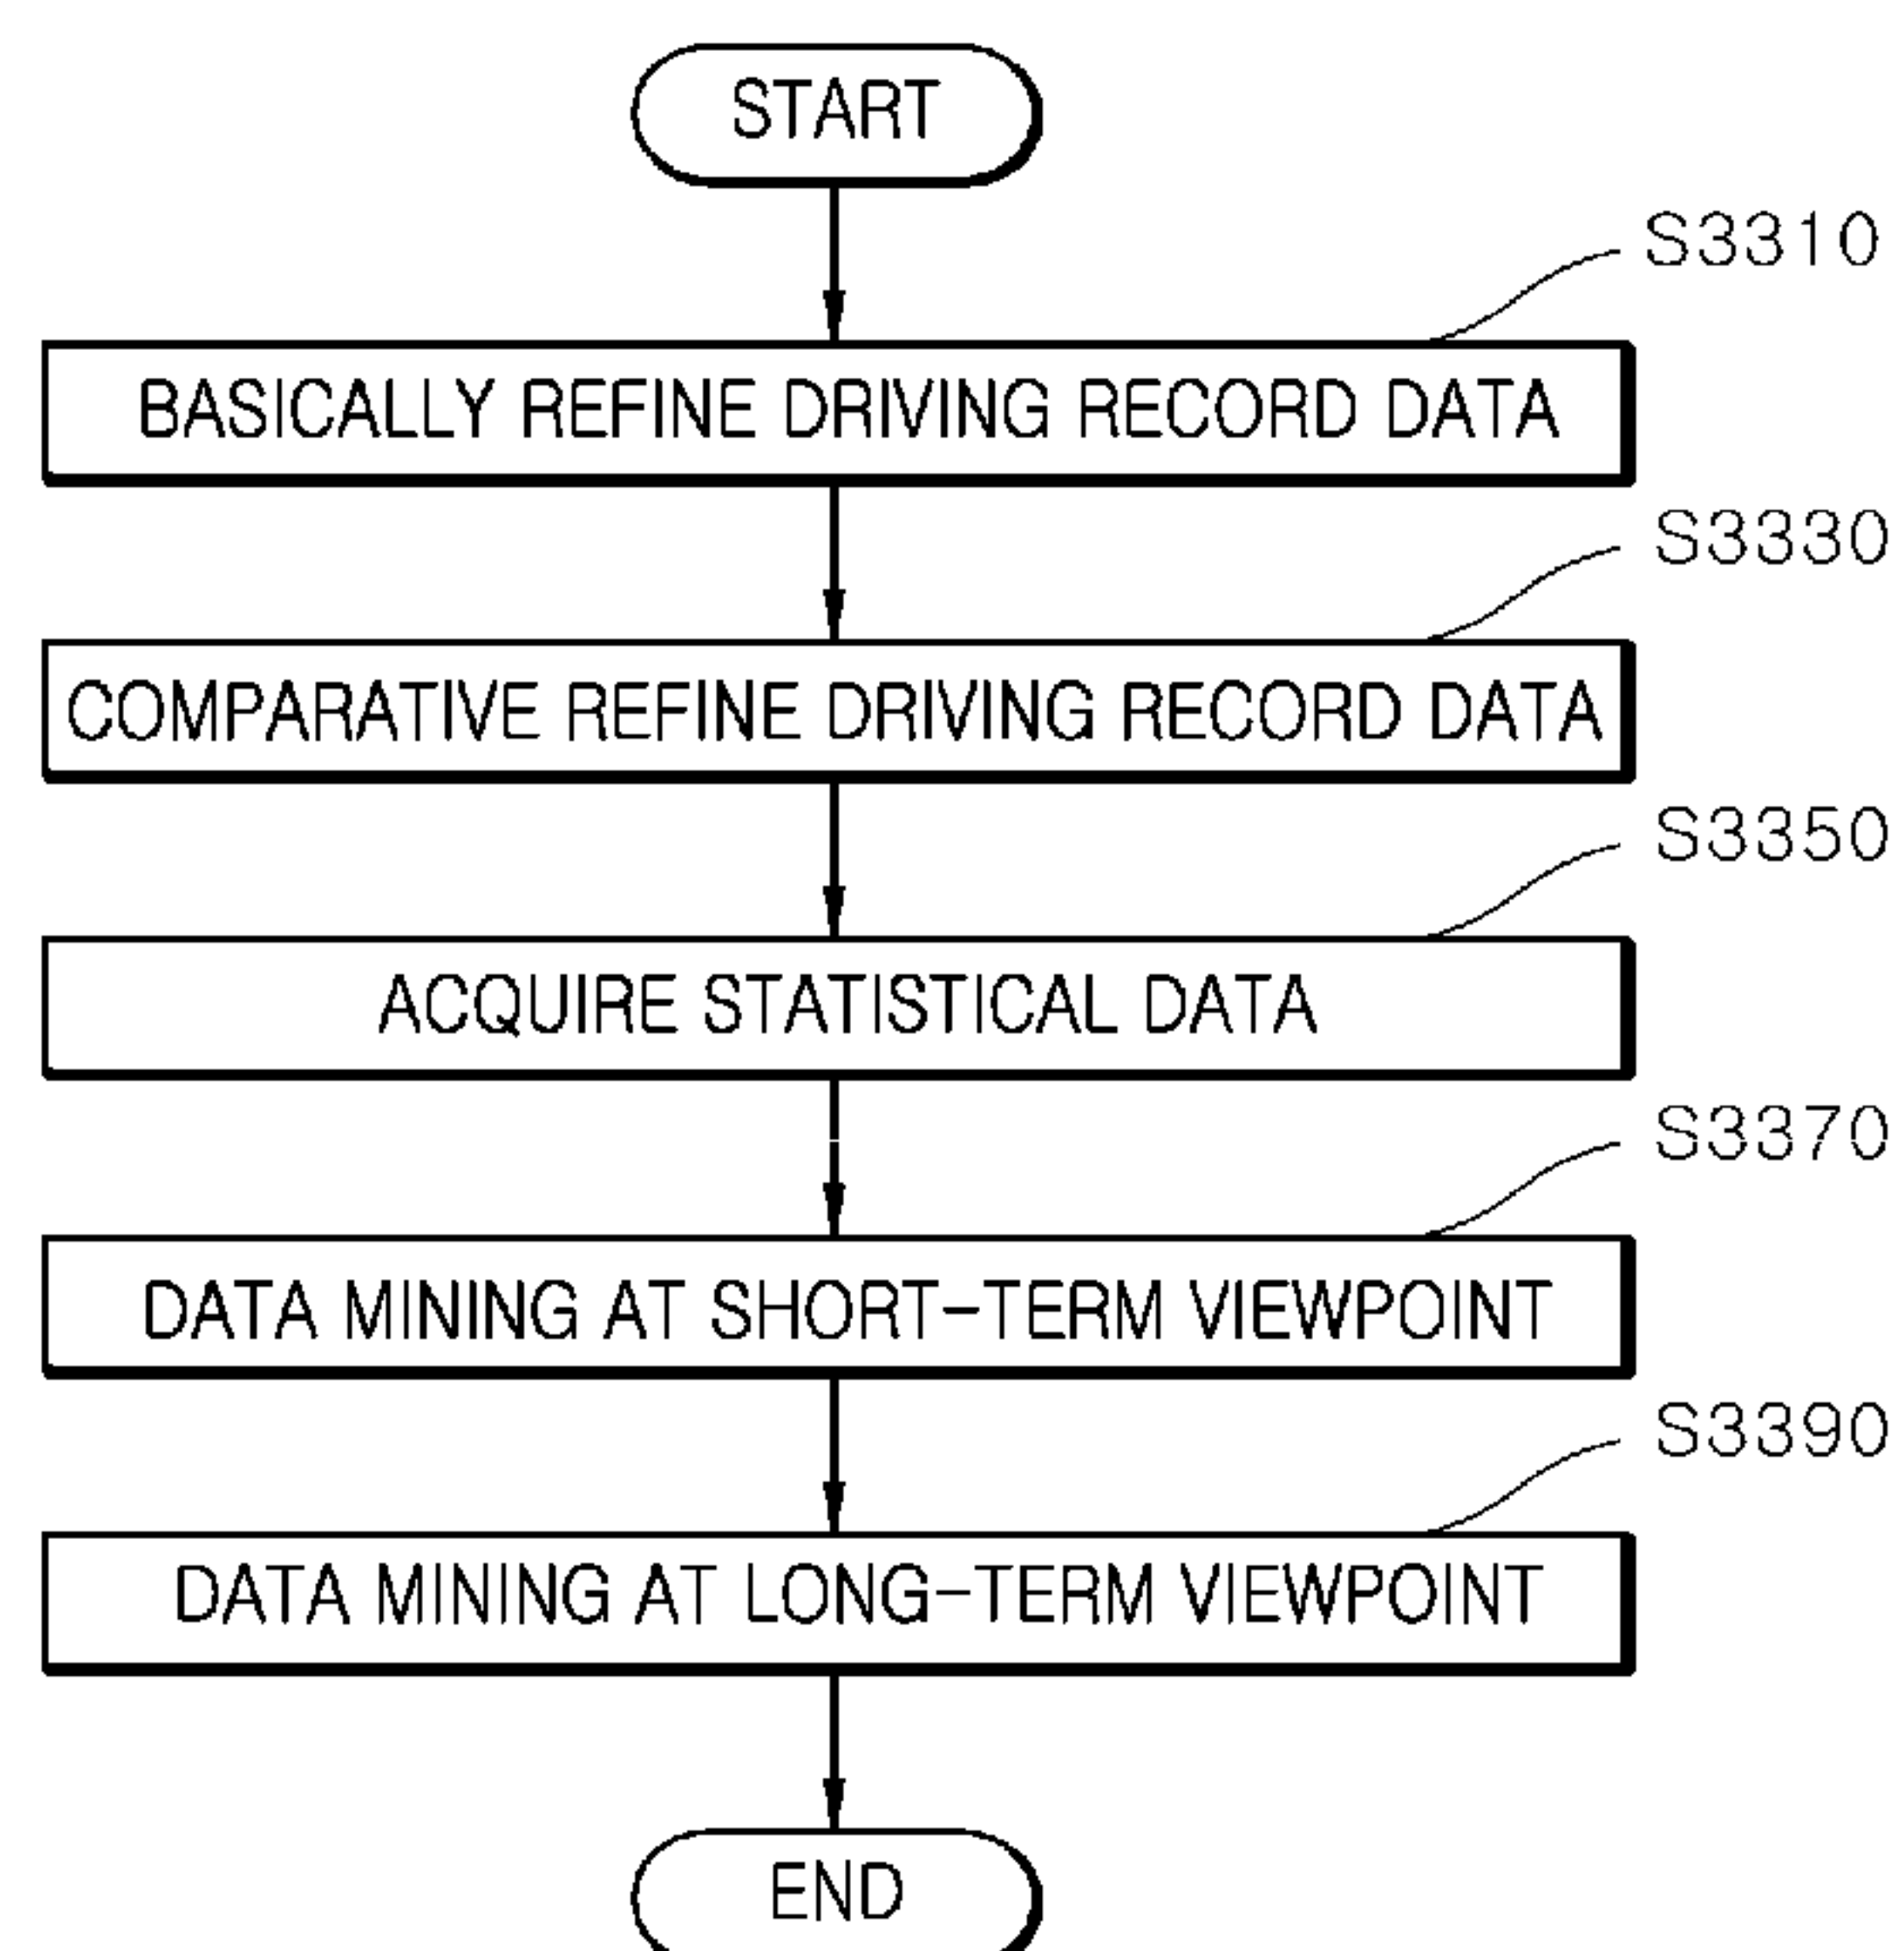 START
S3310
BASICALLY REFINE DRIVING RECORD DATA
S3330
COMPARATIVE REFINE DRIVING RECORD DATA
S3350
ACQUIRE STATISTICAL DATA
S3370
DATA MINING AT SHORT-TERM VIEWPOINT
S3390
DATA MINING AT LONG-TERM VIEWPOINT
END